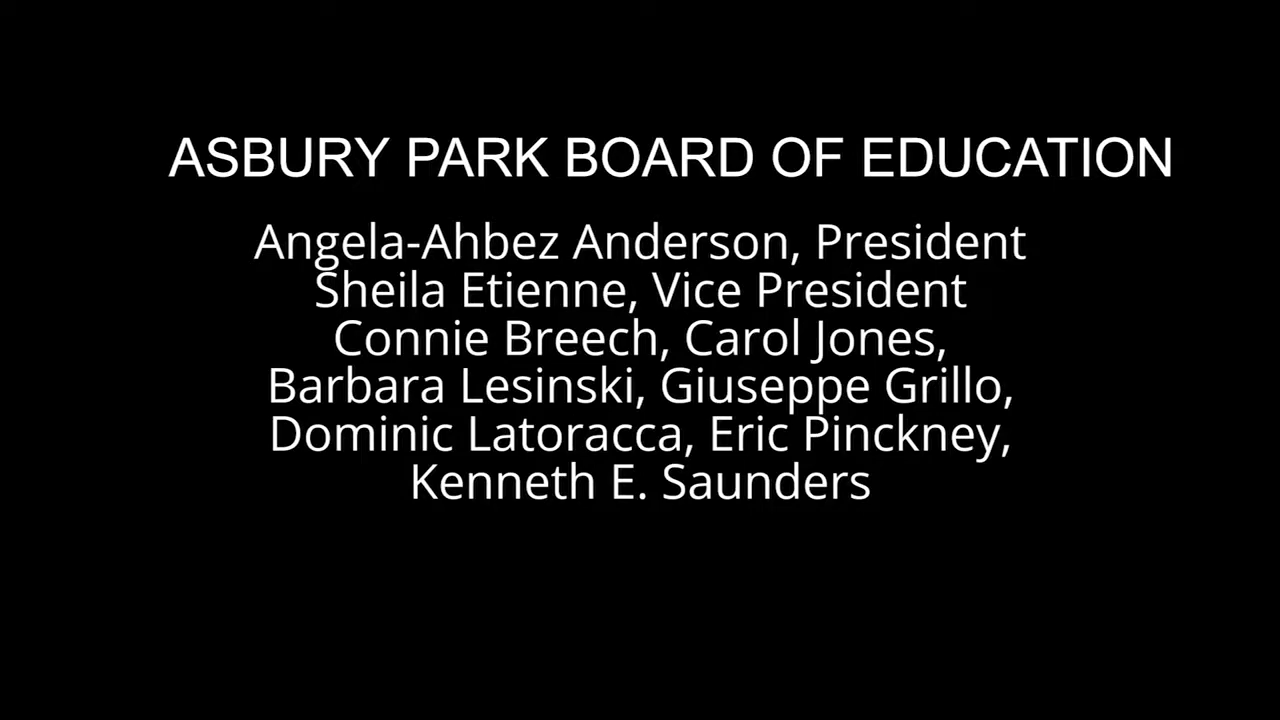 ASBURY PARK BOARD OF EDUCATION
Angela-Ahbez Anderson, President
Sheila Etienne, Vice President
Connie Breech, Carol Jones,
Barbara Lesinski, Giuseppe Grillo,
Dominic Latoracca, Eric Pinckney,
Kenneth E. Saunders